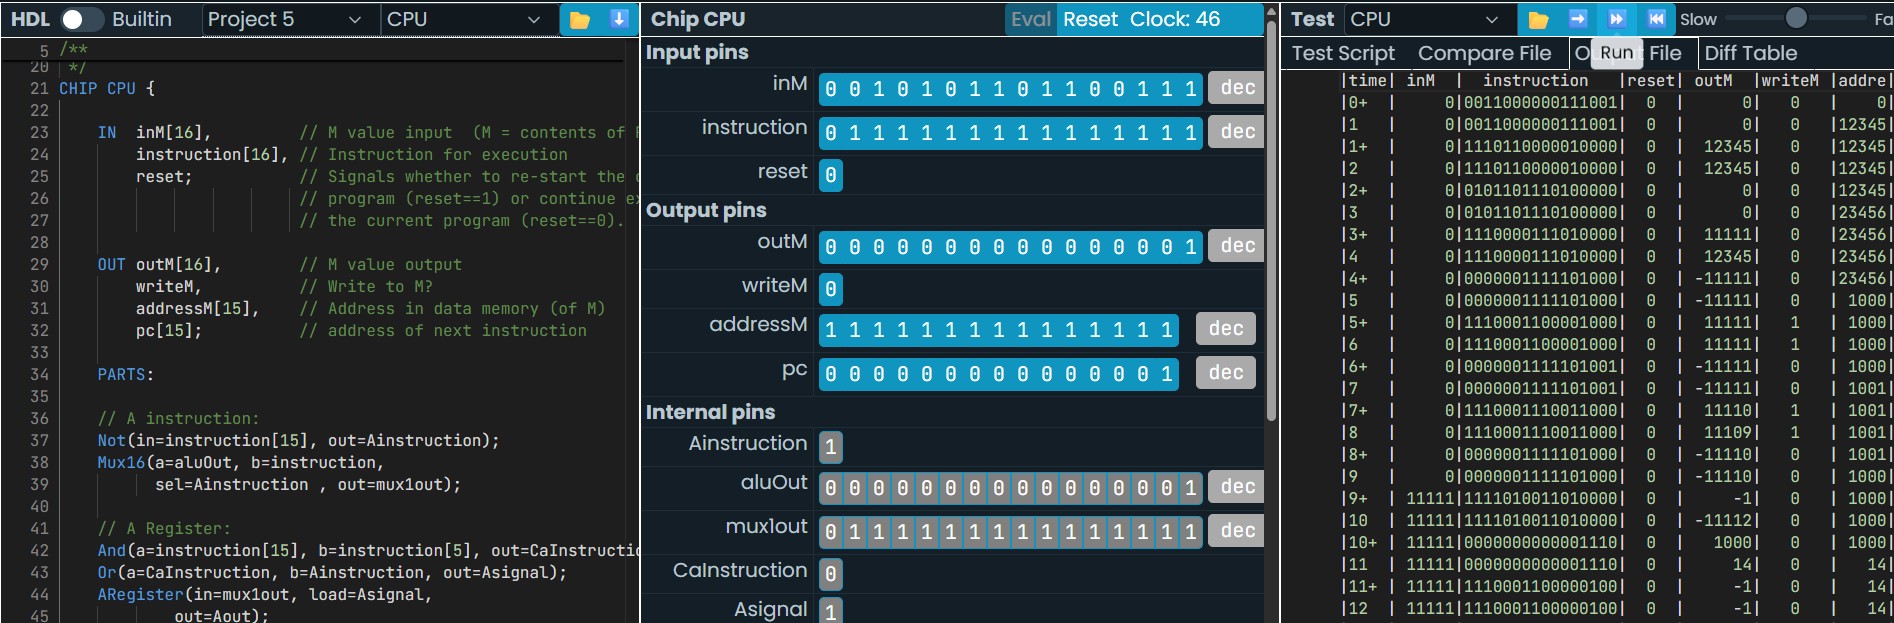 HDL Builtin Project 5 CPU
5 /**
20 */
21 CHIP CPU {
22
23 IN inM[16], // M value input (M = contents of
24 instruction[16], // Instruction for execution
25 reset; // Signals whether to re-start the
26 // program (reset==1) or continue
27 // the current program (reset==0).
28
29 OUT outM[16], // M value output
30 writeM, // Write to M?
31 addressM[15], // Address in data memory (of M)
32 pc[15]; // address of next instruction
33
34 PARTS:
35
36 // A instruction:
37 Not(in=instruction[15], out=Ainstruction);
38 Mux16(a=aluOut, b=instruction,
39 sel=Ainstruction , out=mux1out);
40
41 // A Register:
42 And(a=instruction[15], b=instruction[5], out=CaInstructio
43 Or(a=CaInstruction, b=Ainstruction, out=Asignal);
44 ARegister(in=mux1out, load=Asignal,
45 out=Aout);
Chip CPU Eval Reset Clock: 46
Input pins
inM 0 0 1 0 1 0 1 1 0 1 1 0 0 1 1 1 dec
instruction 0 1 1 1 1 1 1 1 1 1 1 1 1 1 1 1 dec
reset 0
Output pins
outM 0 0 0 0 0 0 0 0 0 0 0 0 0 0 0 1 dec
writeM 0
addressM 1 1 1 1 1 1 1 1 1 1 1 1 1 1 1 dec
pc 0 0 0 0 0 0 0 0 0 0 0 0 0 0 1 dec
Internal pins
Ainstruction 1
aluOut 0 0 0 0 0 0 0 0 0 0 0 0 0 0 0 1 dec
mux1out 0 1 1 1 1 1 1 1 1 1 1 1 1 1 1 1 dec
CaInstruction 0
Asignal 1
Test CPU Slow Fa
Test Script Compare File O Run File Diff Table
|time| inM | instruction |reset| outM |writeM |addre|
|0+ | 0|0011000000111001| 0 | 0| 0 | 0|
|1 | 0|0011000000111001| 0 | 0| 0 |12345|
|1+ | 0|1110110000010000| 0 | 12345| 0 |12345|
|2 | 0|1110110000010000| 0 | 12345| 0 |12345|
|2+ | 0|0101101110100000| 0 | 0| 0 |12345|
|3 | 0|0101101110100000| 0 | 0| 0 |23456|
|3+ | 0|1110000111010000| 0 | 11111| 0 |23456|
|4 | 0|1110000111010000| 0 | 12345| 0 |23456|
|4+ | 0|0000001111101000| 0 | -11111| 0 |23456|
|5 | 0|0000001111101000| 0 | -11111| 0 | 1000|
|5+ | 0|1110001100001000| 0 | 11111| 1 | 1000|
|6 | 0|1110001100001000| 0 | 11111| 1 | 1000|
|6+ | 0|0000001111101001| 0 | -11111| 0 | 1000|
|7 | 0|0000001111101001| 0 | -11111| 0 | 1001|
|7+ | 0|1110001110011000| 0 | 11110| 1 | 1001|
|8 | 0|1110001110011000| 0 | 11109| 1 | 1001|
|8+ | 0|0000001111101000| 0 | -11110| 0 | 1001|
|9 | 0|0000001111101000| 0 | -11110| 0 | 1000|
|9+ | 11111|1111010011010000| 0 | -1| 0 | 1000|
|10 | 11111|1111010011010000| 0 | -11112| 0 | 1000|
|10+ | 11111|0000000000001110| 0 | 1000| 0 | 1000|
|11 | 11111|0000000000001110| 0 | 14| 0 | 14|
|11+ | 11111|1110001100000100| 0 | -1| 0 | 14|
|12 | 11111|1110001100000100| 0 | -1| 0 | 14|